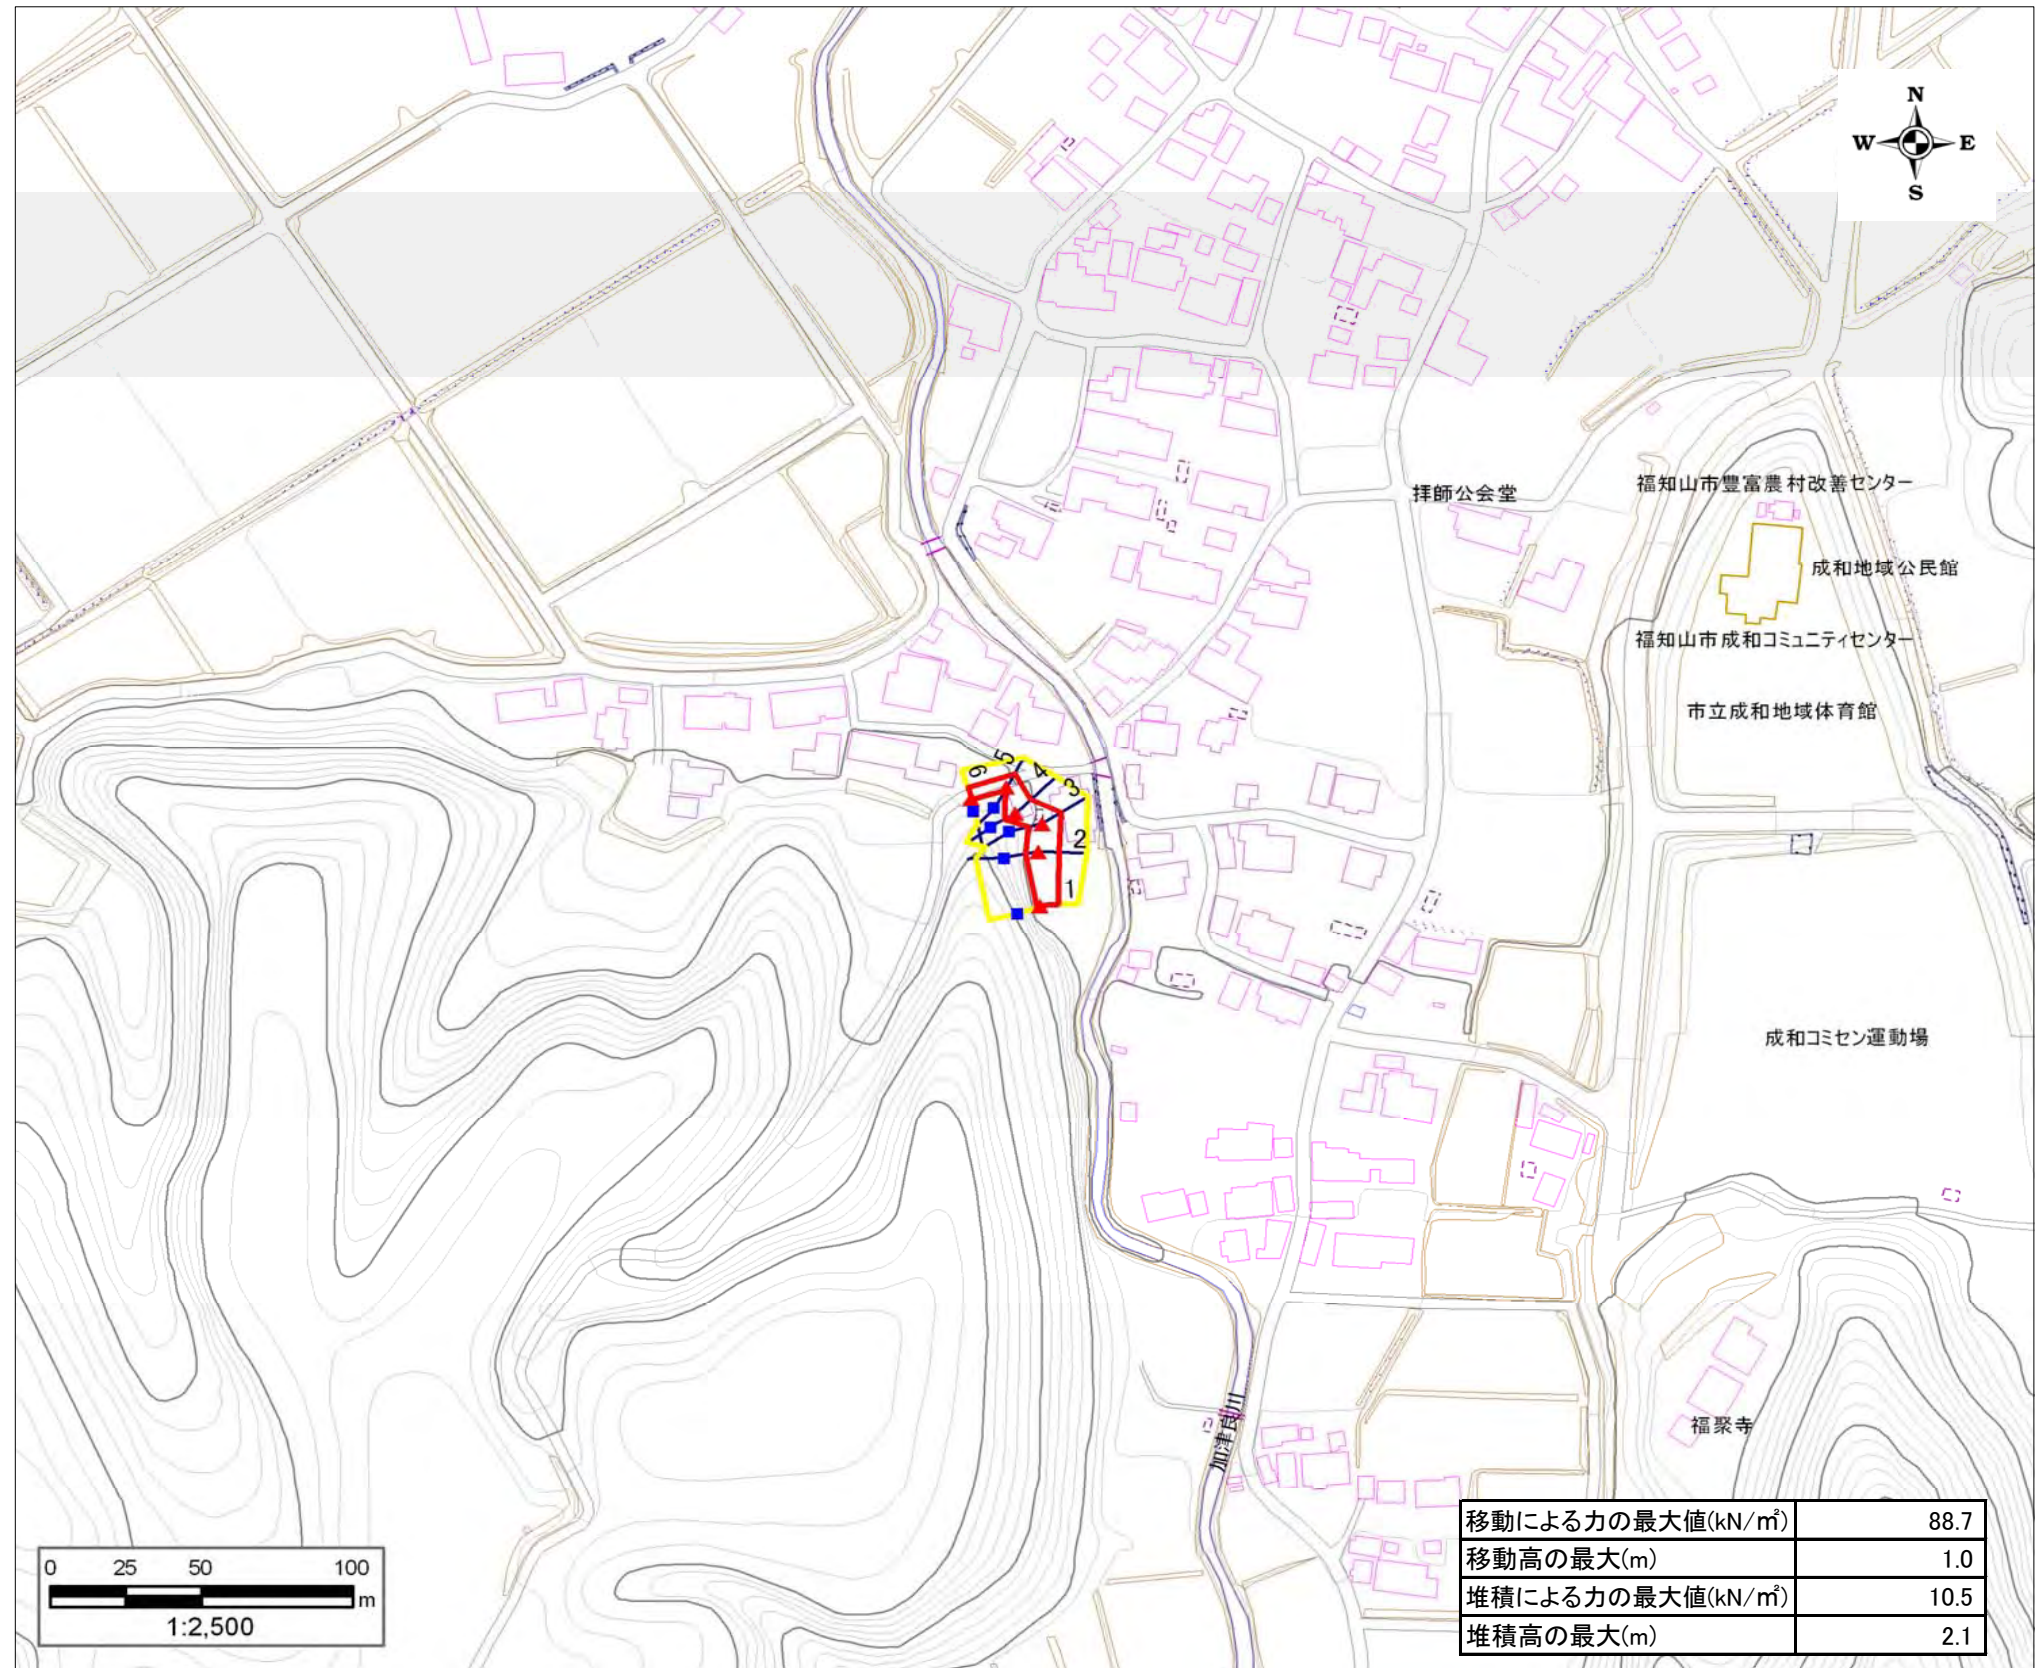 N
W E
S
拝師公会堂
福知山市豊富農村改善センター
成和地域公民館
福知山市成和コミュニティセンター
市立成和地域体育館
6
5
4
3
2
1
成和コミセン運動場
加津良川
福聚寺
移動による力の最大値(kN/㎡) 88.7
移動高の最大(m) 1.0
堆積による力の最大値(kN/㎡) 10.5
堆積高の最大(m) 2.1
0 25 50 100
m
1:2,500